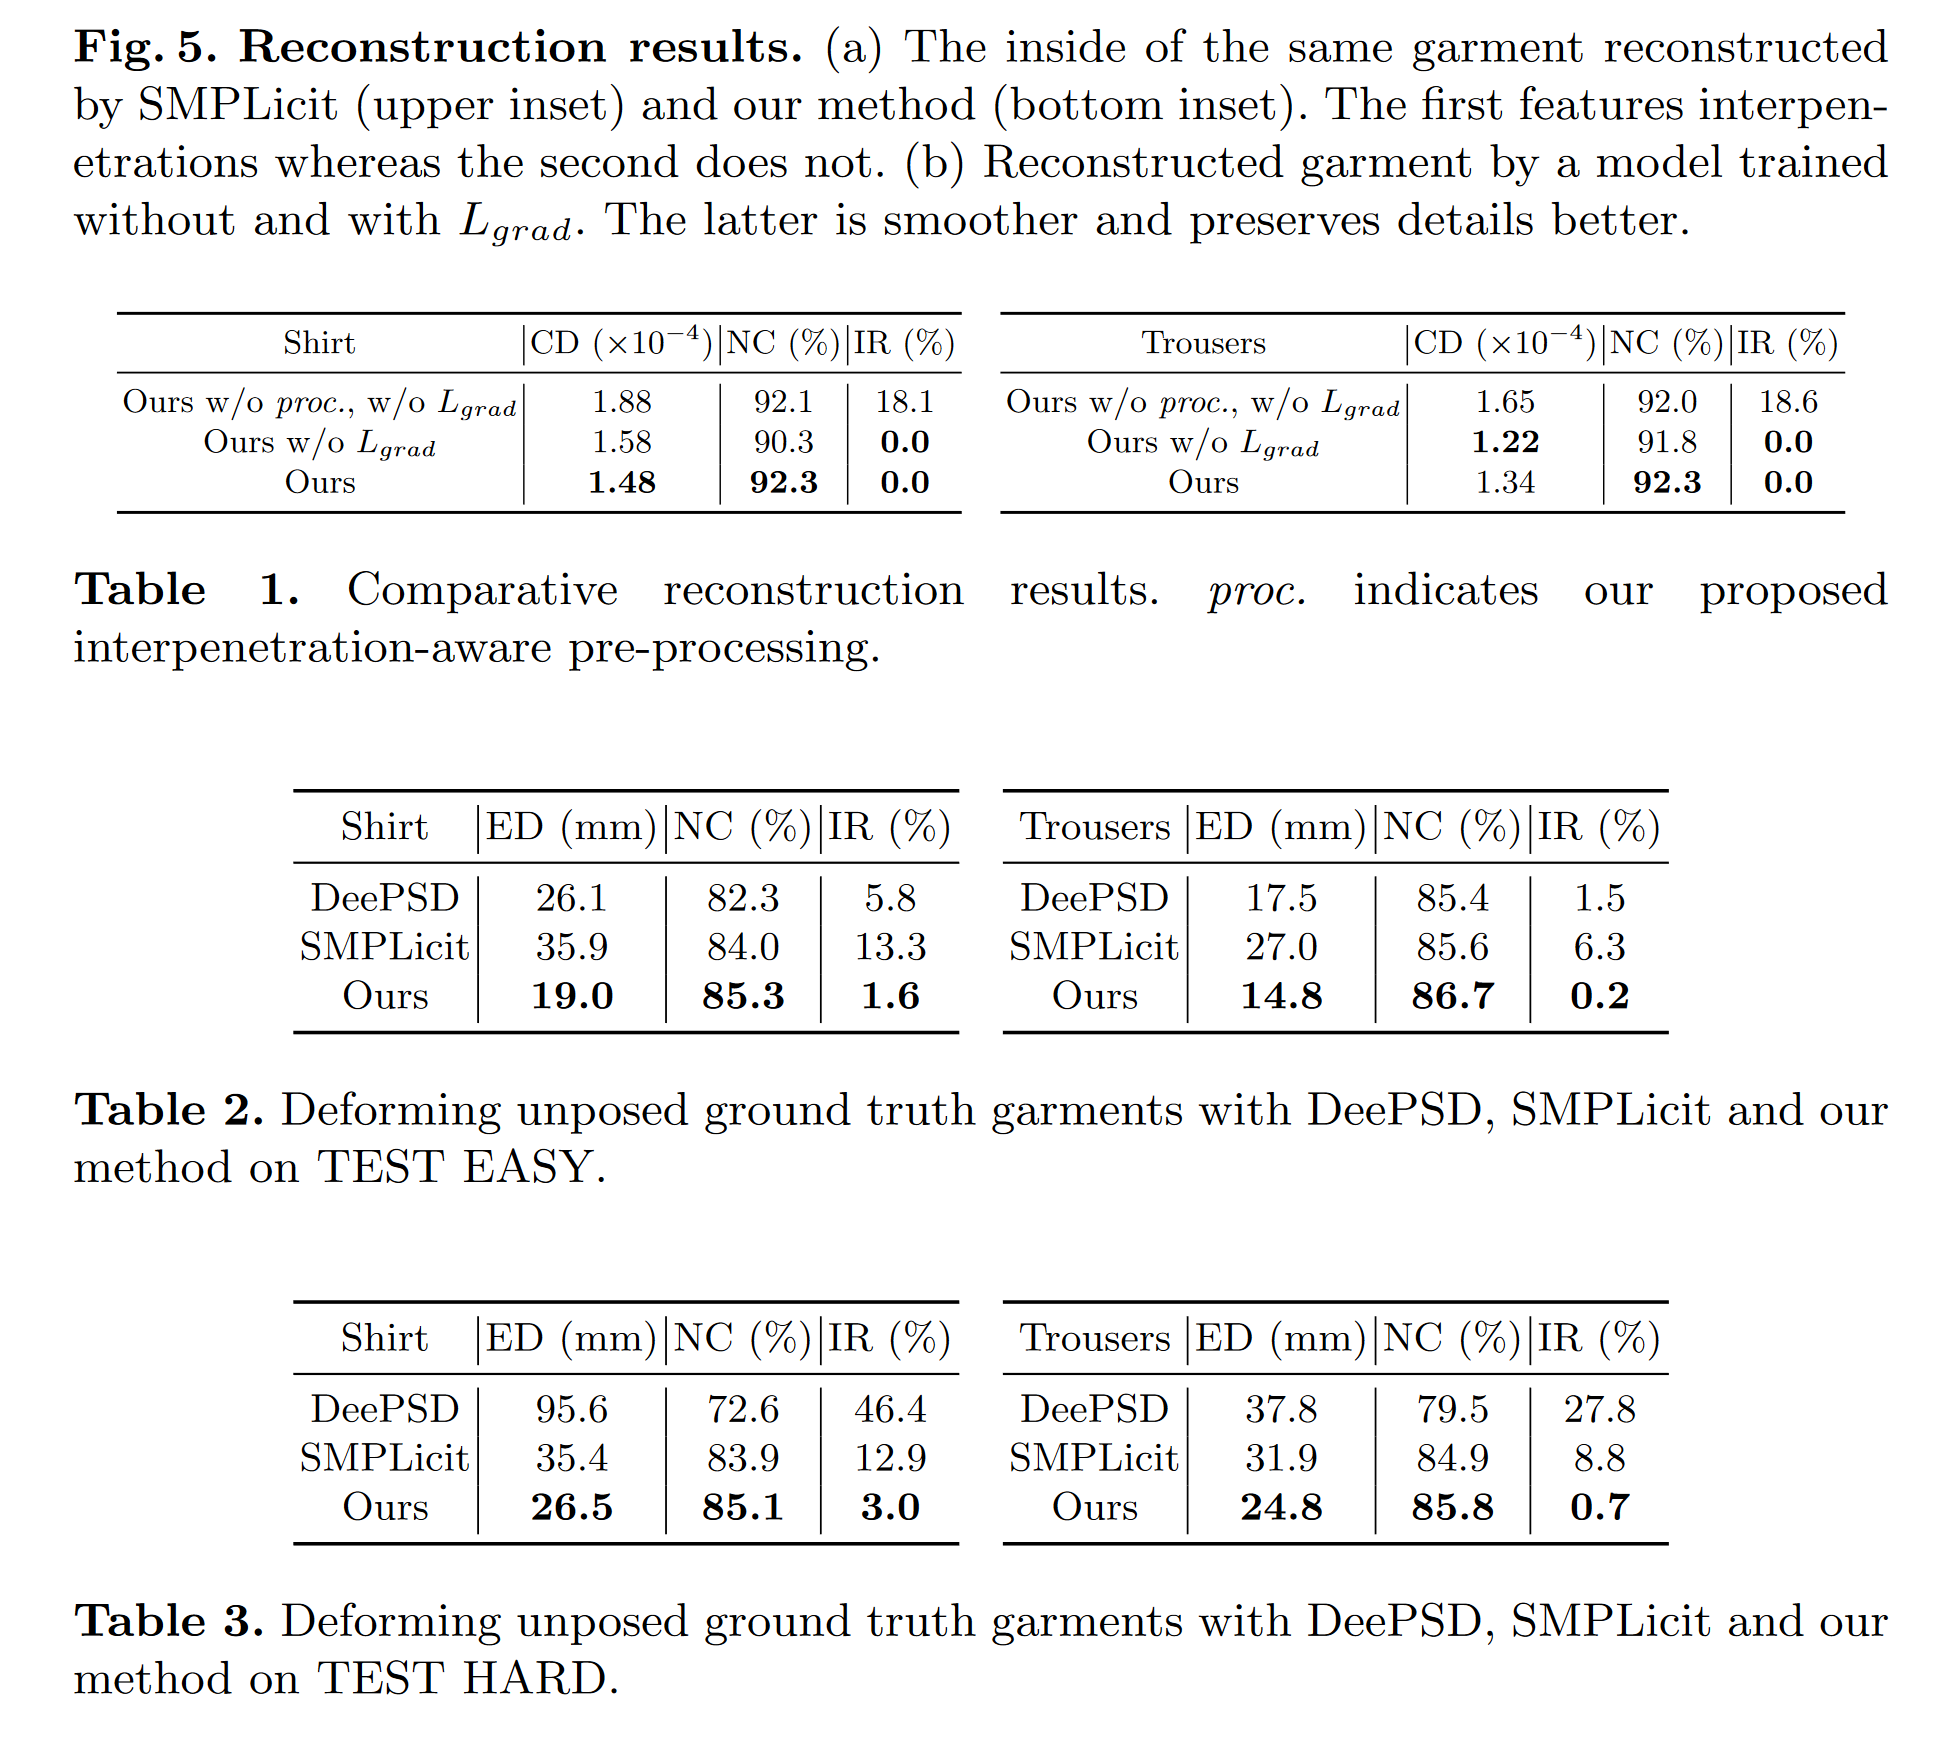 Fig. 5. Reconstruction results. (a) The inside of the same garment reconstructed
by SMPLicit (upper inset) and our method (bottom inset). The first features interpen-
etrations whereas the second does not. (b) Reconstructed garment by a model trained
without and with L_grad. The latter is smoother and preserves details better.
Shirt | CD (×10⁻⁴) | NC (%) | IR (%)
Ours w/o proc., w/o L_grad | 1.88 | 92.1 | 18.1
Ours w/o L_grad | 1.58 | 90.3 | 0.0
Ours | 1.48 | 92.3 | 0.0
Trousers | CD (×10⁻⁴) | NC (%) | IR (%)
Ours w/o proc., w/o L_grad | 1.65 | 92.0 | 18.6
Ours w/o L_grad | 1.22 | 91.8 | 0.0
Ours | 1.34 | 92.3 | 0.0
Table 1. Comparative reconstruction results. proc. indicates our proposed
interpenetration-aware pre-processing.
Shirt | ED (mm) | NC (%) | IR (%)
DeePSD | 26.1 | 82.3 | 5.8
SMPLicit | 35.9 | 84.0 | 13.3
Ours | 19.0 | 85.3 | 1.6
Trousers | ED (mm) | NC (%) | IR (%)
DeePSD | 17.5 | 85.4 | 1.5
SMPLicit | 27.0 | 85.6 | 6.3
Ours | 14.8 | 86.7 | 0.2
Table 2. Deforming unposed ground truth garments with DeePSD, SMPLicit and our
method on TEST EASY.
Shirt | ED (mm) | NC (%) | IR (%)
DeePSD | 95.6 | 72.6 | 46.4
SMPLicit | 35.4 | 83.9 | 12.9
Ours | 26.5 | 85.1 | 3.0
Trousers | ED (mm) | NC (%) | IR (%)
DeePSD | 37.8 | 79.5 | 27.8
SMPLicit | 31.9 | 84.9 | 8.8
Ours | 24.8 | 85.8 | 0.7
Table 3. Deforming unposed ground truth garments with DeePSD, SMPLicit and our
method on TEST HARD.